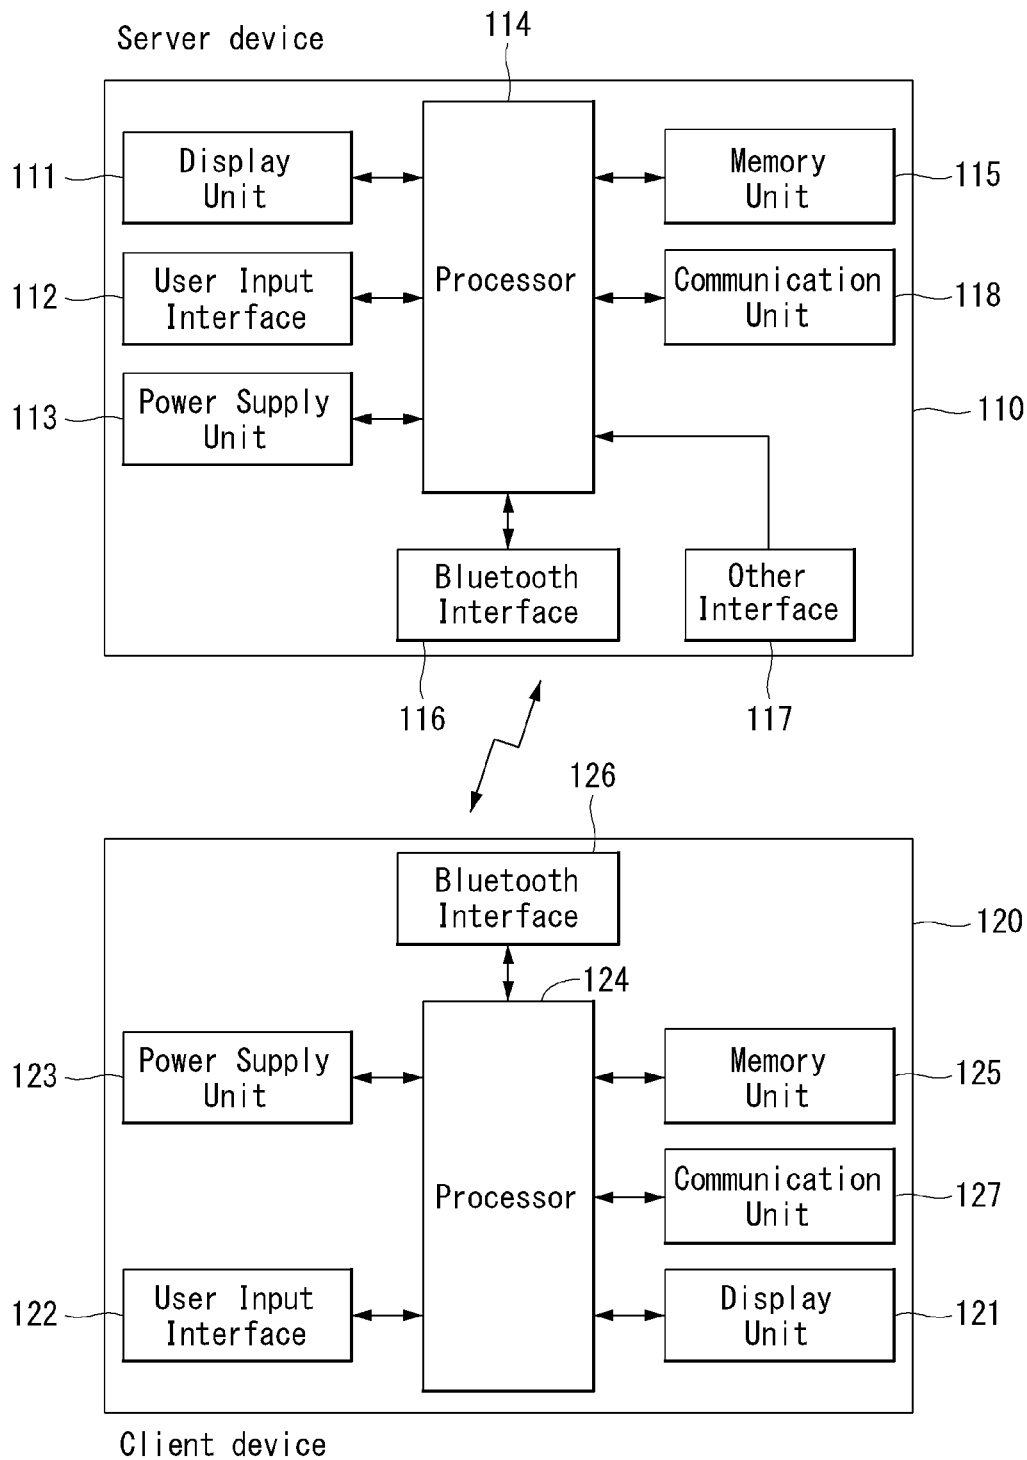 Server device
114
Display
Unit
111
Memory
Unit
115
Processor
User Input
Interface
112
Communication
Unit
118
Power Supply
Unit
113
110
Bluetooth
Interface
Other
Interface
116
117
126
Bluetooth
Interface
120
124
Power Supply
Unit
123
Memory
Unit
125
Processor
Communication
Unit
127
User Input
Interface
122
Display
Unit
121
Client device